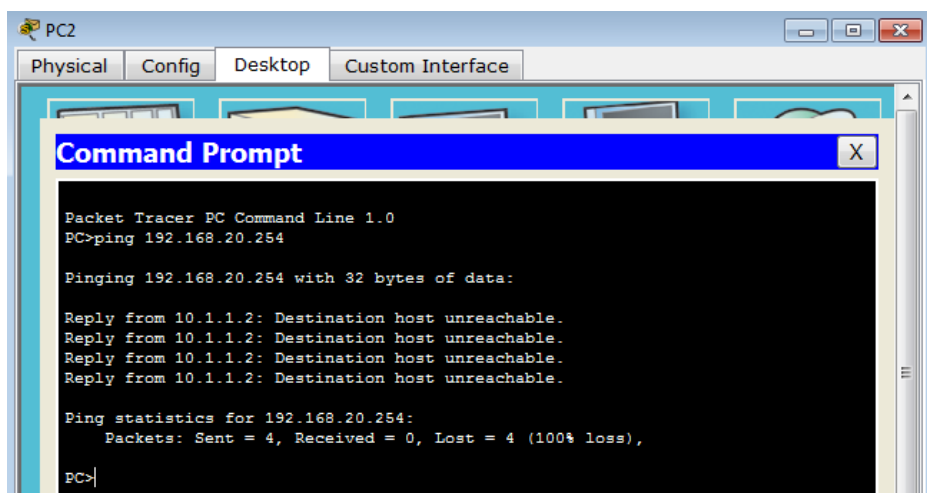 PC2
Physical Config Desktop Custom Interface
Command Prompt
X
Packet Tracer PC Command Line 1.0
PC>ping 192.168.20.254
Pinging 192.168.20.254 with 32 bytes of data:
Reply from 10.1.1.2: Destination host unreachable.
Reply from 10.1.1.2: Destination host unreachable.
Reply from 10.1.1.2: Destination host unreachable.
Reply from 10.1.1.2: Destination host unreachable.
Ping statistics for 192.168.20.254:
Packets: Sent = 4, Received = 0, Lost = 4 (100% loss),
PC>